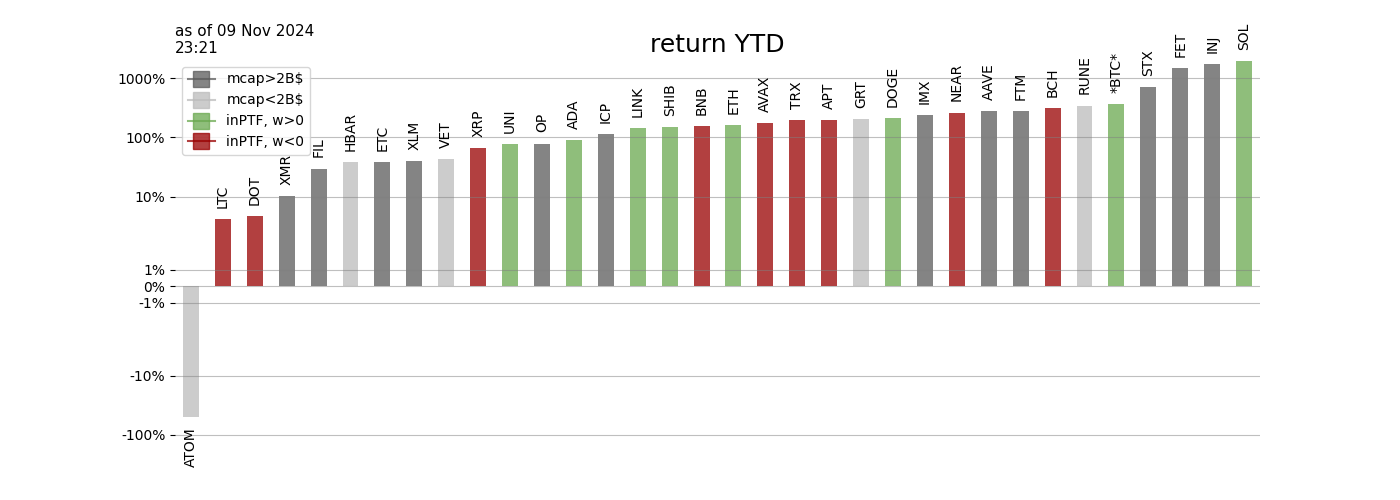 as of 09 Nov 2024
23:21
return YTD
mcap>2B$
mcap<2B$
inPTF, w>0
inPTF, w<0
1000%
100%
10%
1%
0%
-1%
-10%
-100%
ATOM
LTC
DOT
XMR
FIL
HBAR
ETC
XLM
VET
XRP
UNI
OP
ADA
ICP
LINK
SHIB
BNB
ETH
AVAX
TRX
APT
GRT
DOGE
IMX
NEAR
AAVE
FTM
BCH
RUNE
*BTC*
STX
FET
INJ
SOL